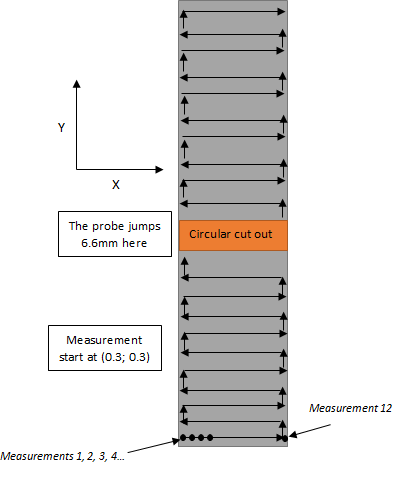 Y
X
The probe jumps
6.6mm here
Circular cut out
Measurement
start at (0.3; 0.3)
Measurement 12
Measurements 1, 2, 3, 4...